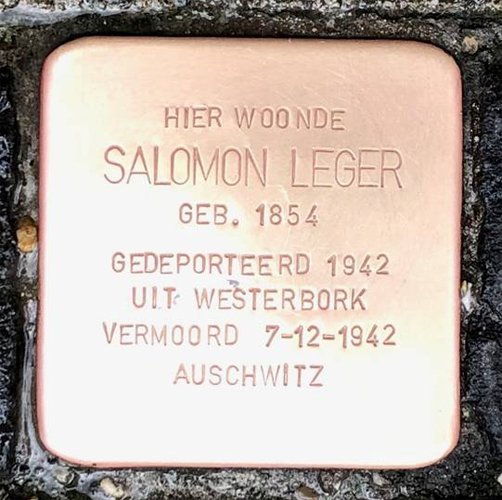 HIER WOONDE
SALOMON LEGER
GEB. 1854
GEDEPORTEERD 1942
UIT WESTERBORK
VERMOORD 7-12-1942
AUSCHWITZ